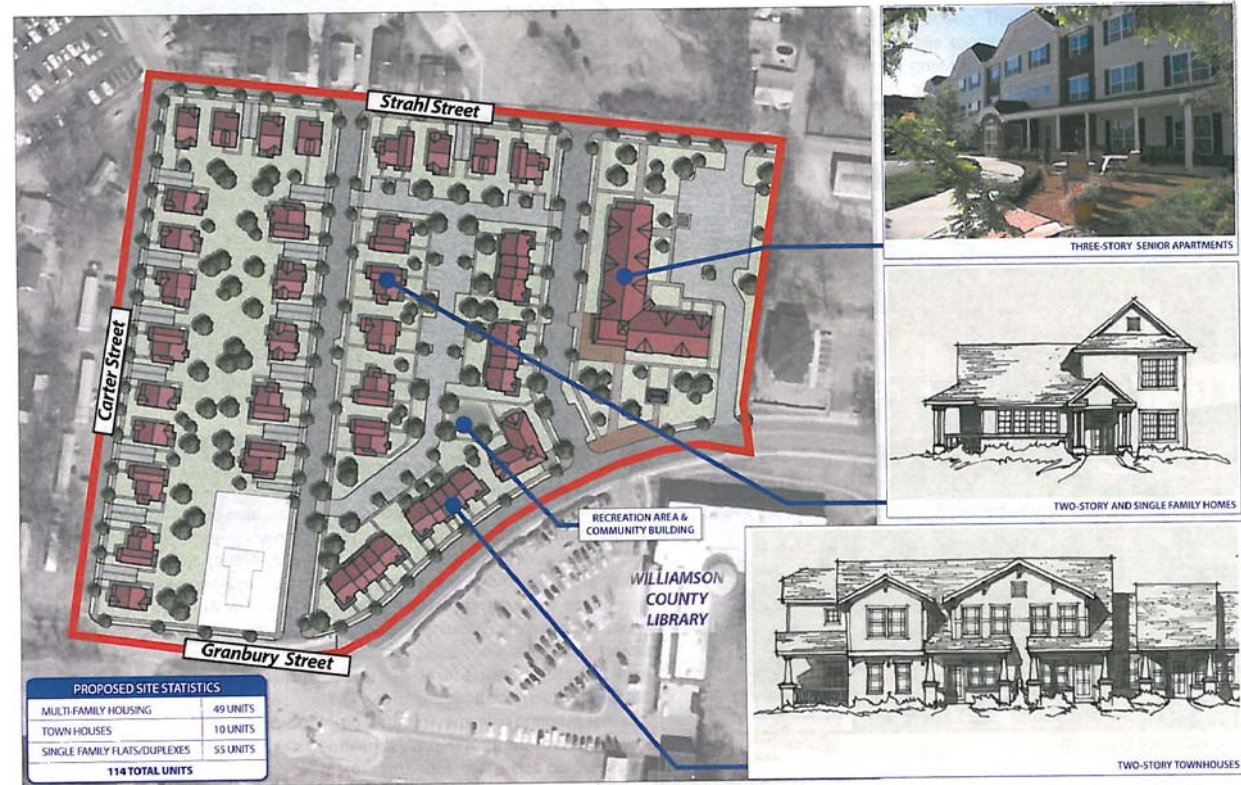 Strahl Street
THREE-STORY SENIOR APARTMENTS
Carter Street
TWO-STORY AND SINGLE FAMILY HOMES
RECREATION AREA &
COMMUNITY BUILDING
WILLIAMSON
COUNTY
LIBRARY
Granbury Street
PROPOSED SITE STATISTICS
MULTI-FAMILY HOUSING 49 UNITS
TOWN HOUSES 10 UNITS
SINGLE FAMILY FLATS/DUPLEXES 55 UNITS
114 TOTAL UNITS
TWO-STORY TOWNHOUSES